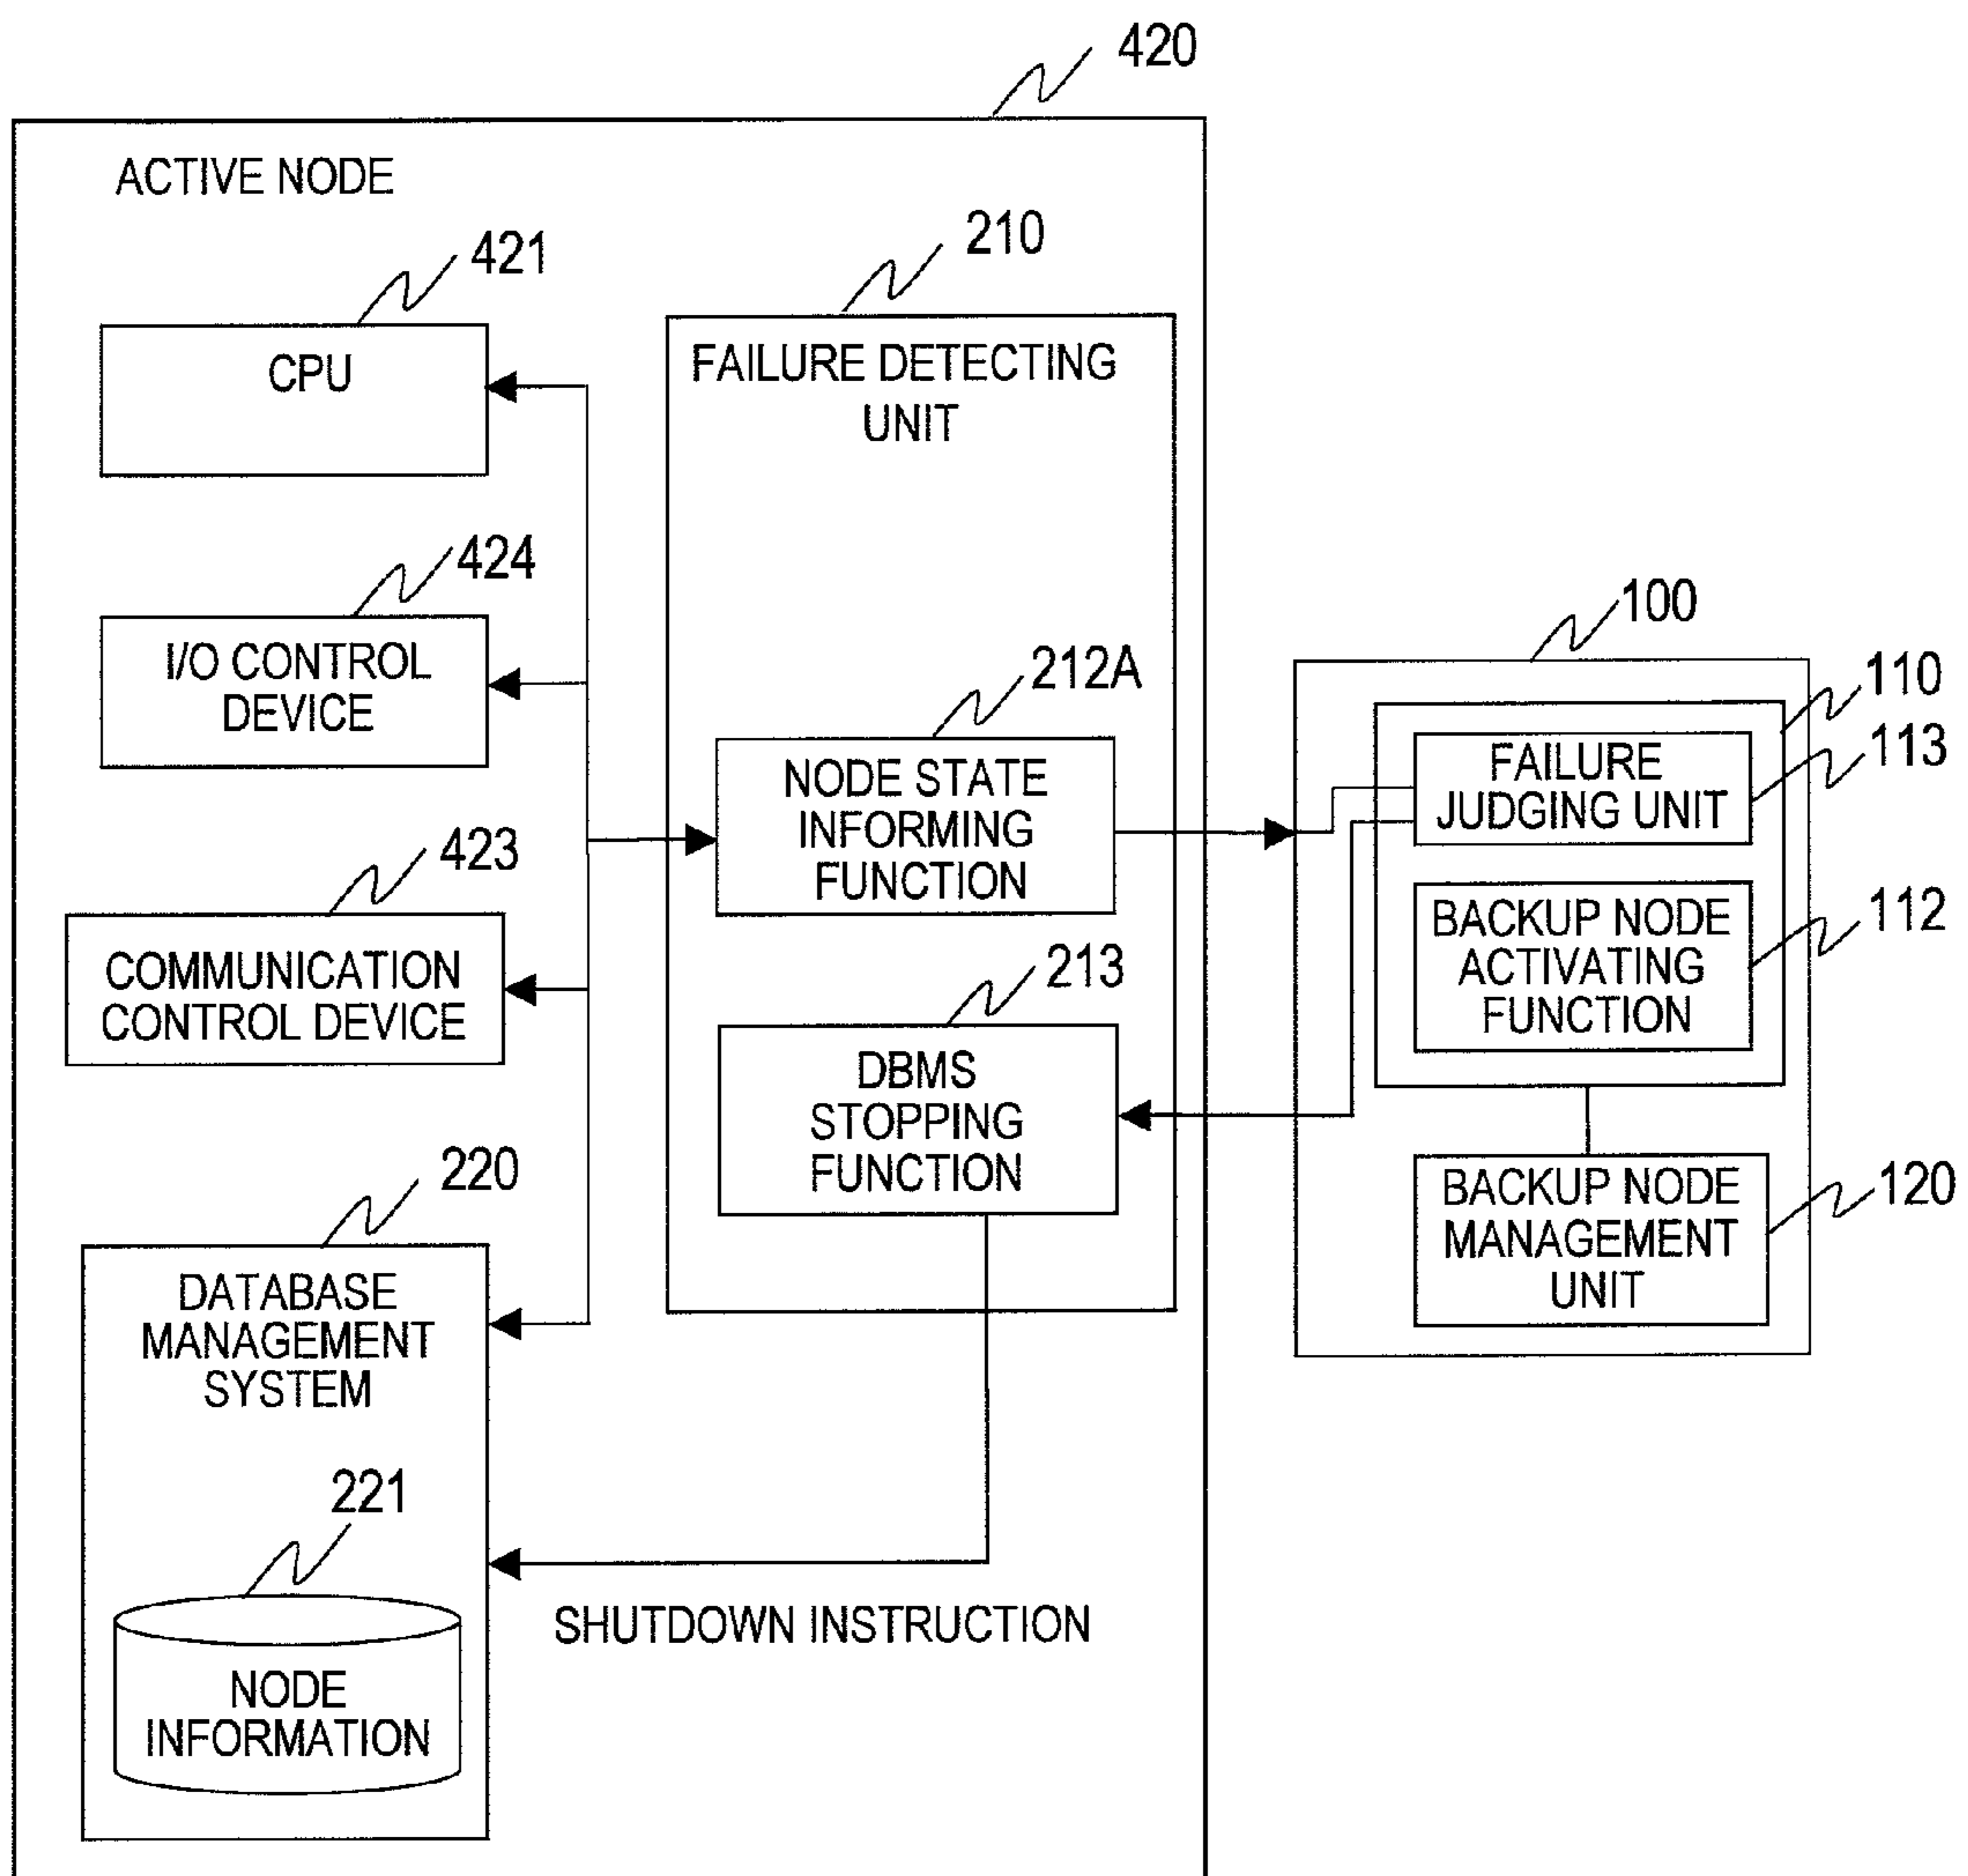 420
ACTIVE NODE
421
CPU
424
I/O CONTROL
DEVICE
423
COMMUNICATION
CONTROL DEVICE
220
DATABASE
MANAGEMENT
SYSTEM
221
NODE
INFORMATION
210
FAILURE DETECTING
UNIT
212A
NODE STATE
INFORMING
FUNCTION
213
DBMS
STOPPING
FUNCTION
SHUTDOWN INSTRUCTION
100
110
FAILURE
JUDGING UNIT
113
BACKUP NODE
ACTIVATING
FUNCTION
112
BACKUP NODE
MANAGEMENT
UNIT
120